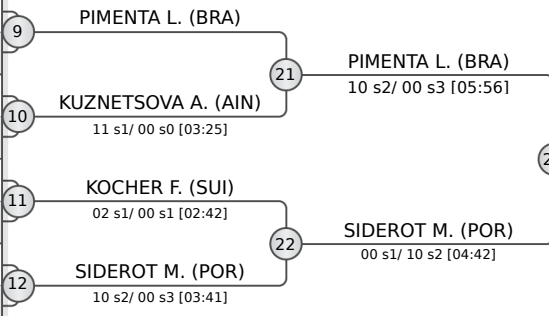 PIMENTA L. (BRA)
9
21
PIMENTA L. (BRA)
10 s2/ 00 s3 [05:56]
10
KUZNETSOVA A. (AIN)
11 s1/ 00 s0 [03:25]
11
KOCHER F. (SUI)
02 s1/ 00 s1 [02:42]
22
SIDEROT M. (POR)
00 s1/ 10 s2 [04:42]
12
SIDEROT M. (POR)
10 s2/ 00 s3 [03:41]